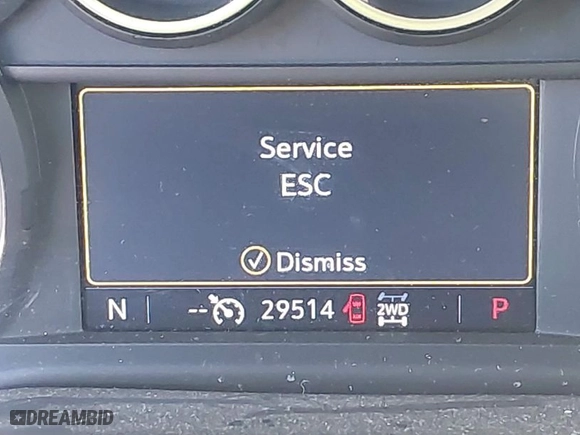 Service
ESC
Dismiss
N -- 29514 2WD P
DREAMBID